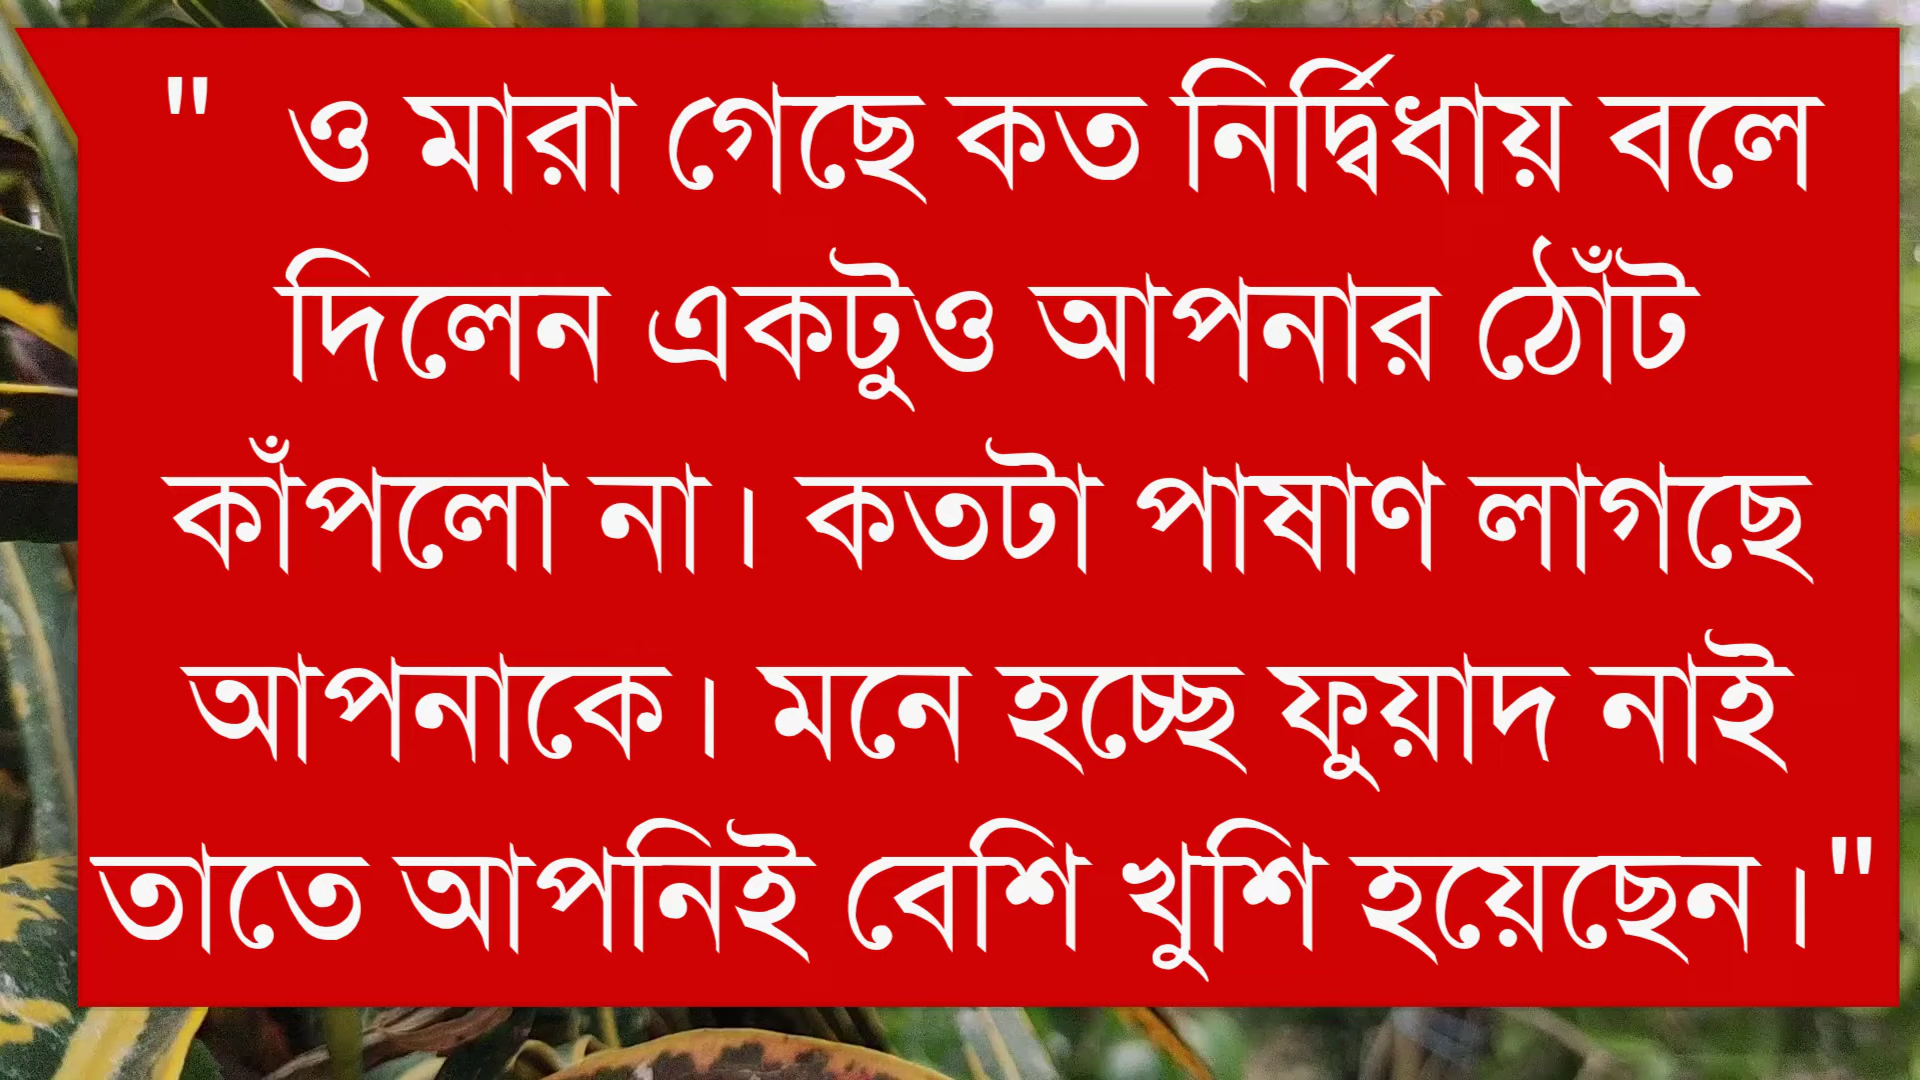 " ও মারা গেছে কত নির্দ্বিধায় বলে
দিলেন একটুও আপনার ঠোঁট
কাঁপলো না। কতটা পাষাণ লাগছে
আপনাকে। মনে হচ্ছে ফুয়াদ নাই
তাতে আপনিই বেশি খুশি হয়েছেন।"